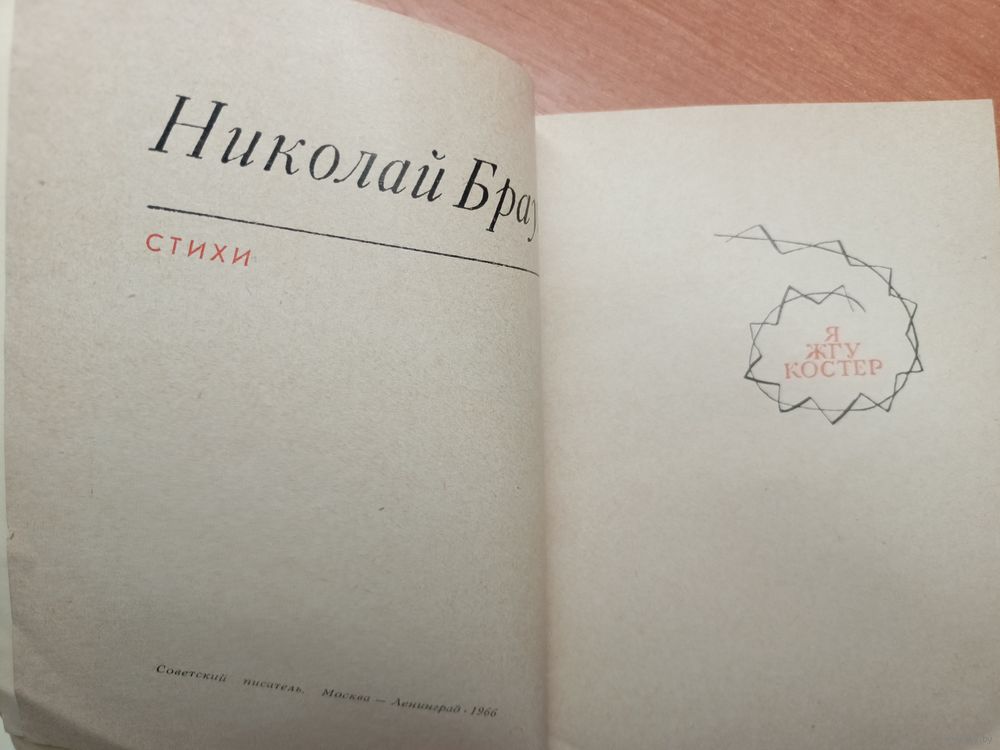 Николай Брау
СТИХИ
Советский писатель. Москва — Ленинград · 1966
Я
ЖГУ
КОСТЕР